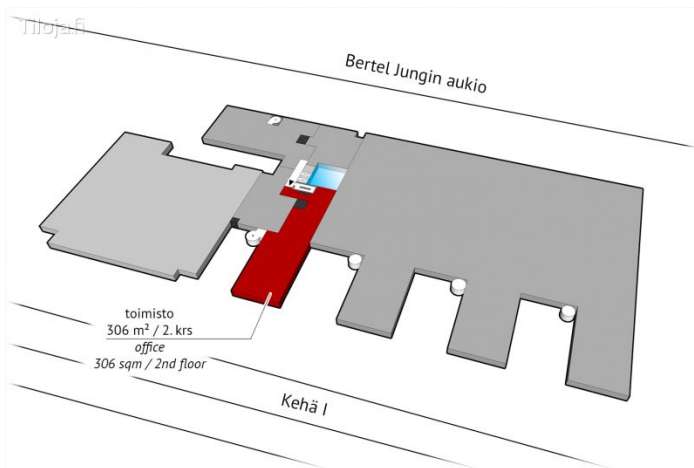 Tiloja.fi
Bertel Jungin aukio
toimisto
306 m² / 2. krs
office
306 sqm / 2nd floor
Kehä I